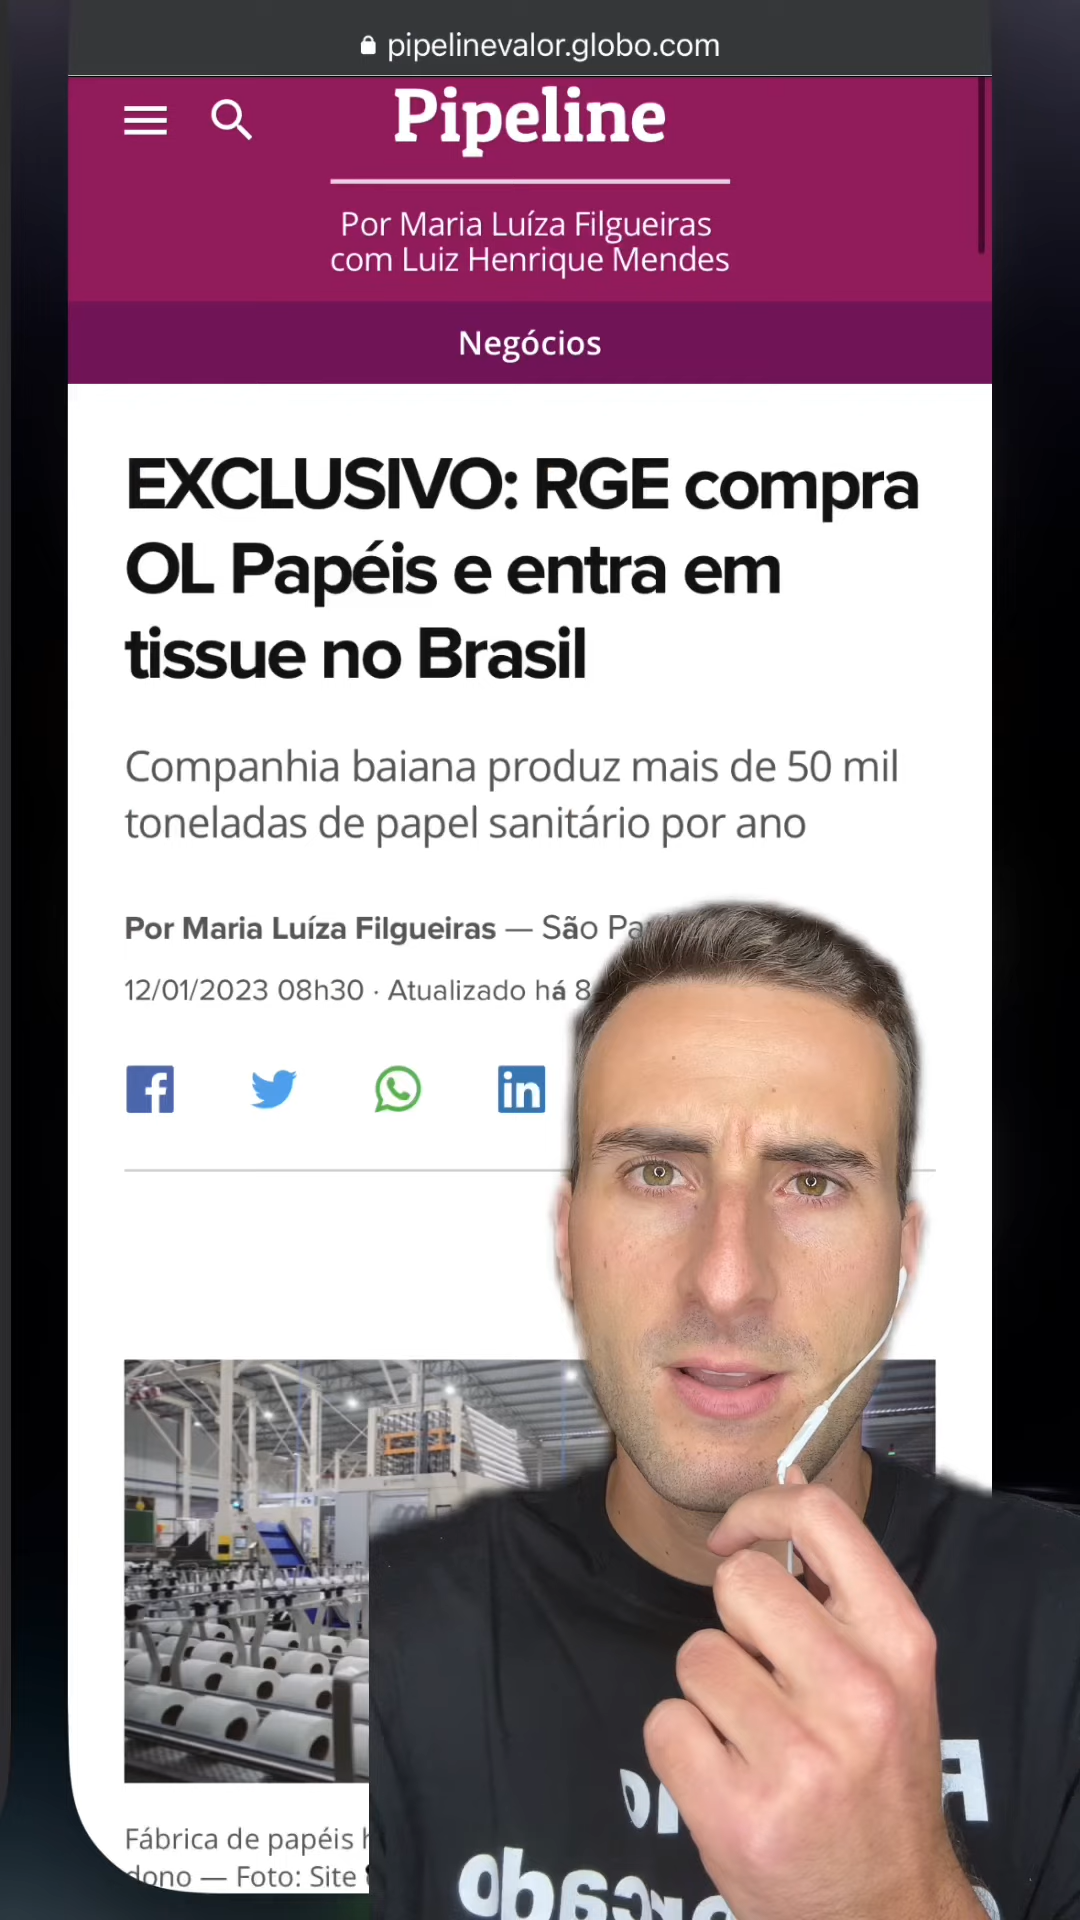 pipelinevalor.globo.com
Pipeline
Por Maria Luíza Filgueiras
com Luiz Henrique Mendes
Negócios
EXCLUSIVO: RGE compra
OL Papéis e entra em
tissue no Brasil
Companhia baiana produz mais de 50 mil
toneladas de papel sanitário por ano
Por Maria Luíza Filgueiras — São
12/01/2023 08h30 · Atualizado há 8
Fábrica de papéis
dono — Foto: Site